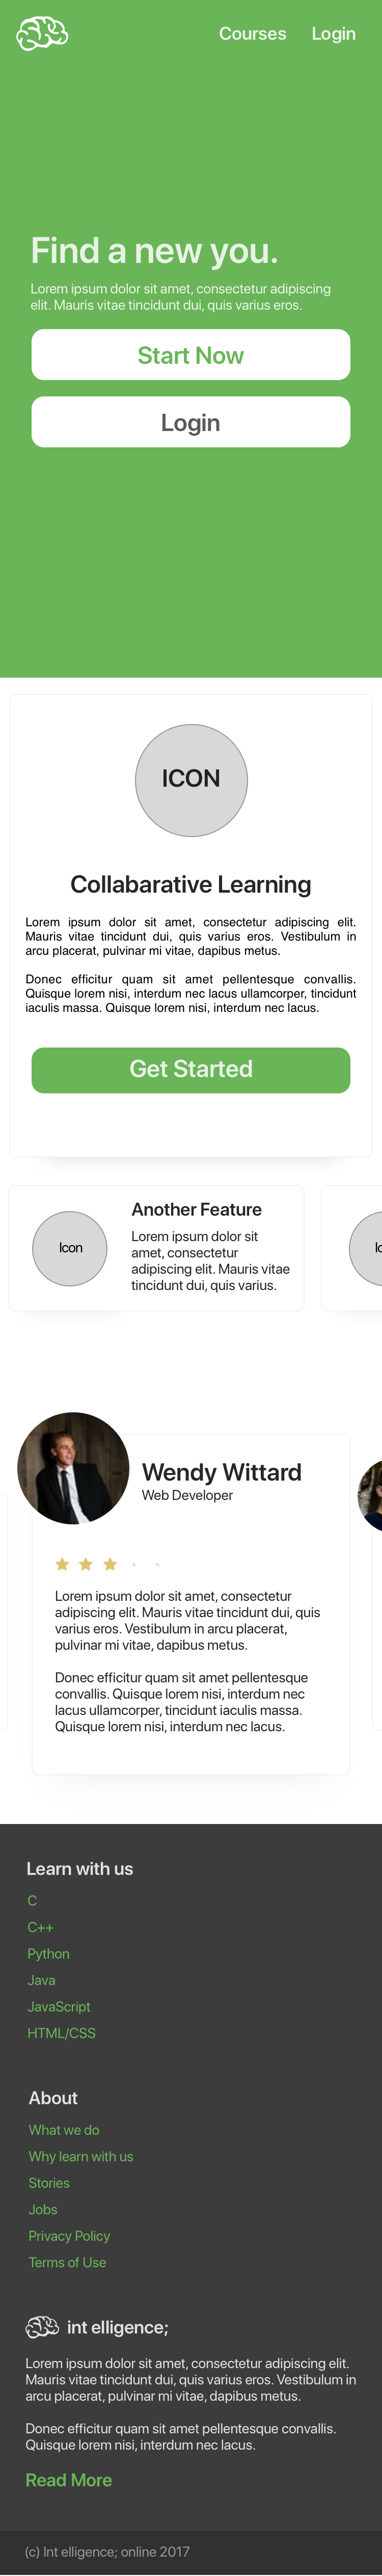 Courses Login
Find a new you.
Lorem ipsum dolor sit amet, consectetur adipiscing
elit. Mauris vitae tincidunt dui, quis varius eros.
Start Now
Login
ICON
Collabarative Learning
Lorem ipsum dolor sit amet, consectetur adipiscing elit.
Mauris vitae tincidunt dui, quis varius eros. Vestibulum in
arcu placerat, pulvinar mi vitae, dapibus metus.
Donec efficitur quam sit amet pellentesque convallis.
Quisque lorem nisi, interdum nec lacus ullamcorper, tincidunt
iaculis massa. Quisque lorem nisi, interdum nec lacus.
Get Started
Icon
Another Feature
Lorem ipsum dolor sit
amet, consectetur
adipiscing elit. Mauris vitae
tincidunt dui, quis varius.
Wendy Wittard
Web Developer
Lorem ipsum dolor sit amet, consectetur
adipiscing elit. Mauris vitae tincidunt dui, quis
varius eros. Vestibulum in arcu placerat,
pulvinar mi vitae, dapibus metus.
Donec efficitur quam sit amet pellentesque
convallis. Quisque lorem nisi, interdum nec
lacus ullamcorper, tincidunt iaculis massa.
Quisque lorem nisi, interdum nec lacus.
Learn with us
C
C++
Python
Java
JavaScript
HTML/CSS
About
What we do
Why learn with us
Stories
Jobs
Privacy Policy
Terms of Use
int elligence;
Lorem ipsum dolor sit amet, consectetur adipiscing elit.
Mauris vitae tincidunt dui, quis varius eros. Vestibulum in
arcu placerat, pulvinar mi vitae, dapibus metus.
Donec efficitur quam sit amet pellentesque convallis.
Quisque lorem nisi, interdum nec lacus.
Read More
(c) Int elligence; online 2017